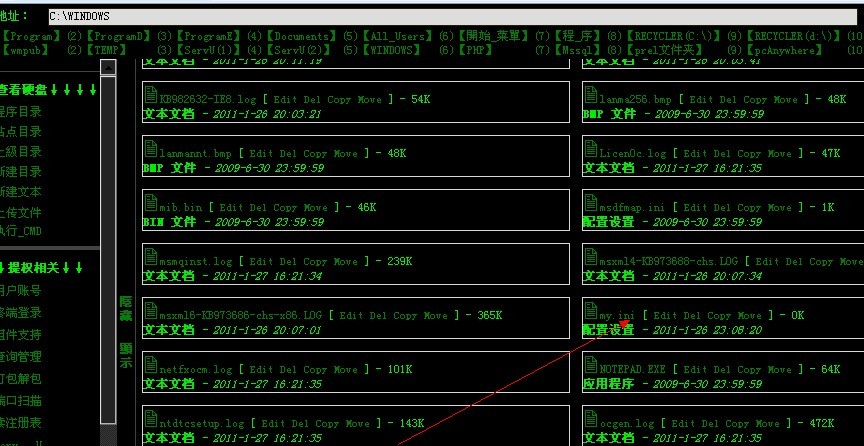 地址： C:\WINDOWS
【Program】 (2) 【ProgramD】 (3) 【ProgramE】 (4) 【Documents】 (5) 【All_Users】 (6) 【開始_菜單】 (7) 【程_序】 (8) 【RECYCLER(C:\)】 (9) 【RECYCLER(d:\)】 (10
【wmpub】 (2) 【TEMP】 (3) 【ServU(1)】 (4) 【ServU(2)】 (5) 【WINDOWS】 (6) 【PHP】 (7) 【Mssql】 (8) 【prel文件夹】 (9) 【pcAnywhere】 (10
查看硬盘↓↓↓↓
程序目录
站点目录
上級目录
新建目录
新建文本
上传文件
执行_CMD
↓提权相关↓↓
用户账号
终端登录
组件支持
查询管理
打包解包
端口扫描
读注册表
隐藏
显示
文本文档 - 2011-1-26 20:11:19
文本文档 - 2011-1-26 20:03:41
KB982632-IE8.log [ Edit Del Copy Move ] - 54K
文本文档 - 2011-1-26 20:03:21
lanma256.bmp [ Edit Del Copy Move ] - 48K
BMP 文件 - 2009-6-30 23:59:59
lanmannt.bmp [ Edit Del Copy Move ] - 48K
BMP 文件 - 2009-6-30 23:59:59
LicenOc.log [ Edit Del Copy Move ] - 47K
文本文档 - 2011-1-27 16:21:35
mib.bin [ Edit Del Copy Move ] - 46K
BIN 文件 - 2009-6-30 23:59:59
msdfmap.ini [ Edit Del Copy Move ] - 1K
配置设置 - 2009-6-30 23:59:59
msmqinst.log [ Edit Del Copy Move ] - 239K
文本文档 - 2011-1-27 16:21:34
msxml4-KB973688-chs.LOG [ Edit Del Copy Move
文本文档 - 2011-1-26 20:07:34
msxml6-KB973686-chs-x86.LOG [ Edit Del Copy Move ] - 365K
文本文档 - 2011-1-26 20:07:01
my.ini [ Edit Del Copy Move ] - 0K
配置设置 - 2011-1-26 23:08:20
netfxocm.log [ Edit Del Copy Move ] - 101K
文本文档 - 2011-1-27 16:21:35
NOTEPAD.EXE [ Edit Del Copy Move ] - 64K
应用程序 - 2009-6-30 23:59:59
ntdtcsetup.log [ Edit Del Copy Move ] - 143K
文本文档 - 2011-1-27 16:21:35
ocgen.log [ Edit Del Copy Move ] - 472K
文本文档 - 2011-1-27 16:21:35